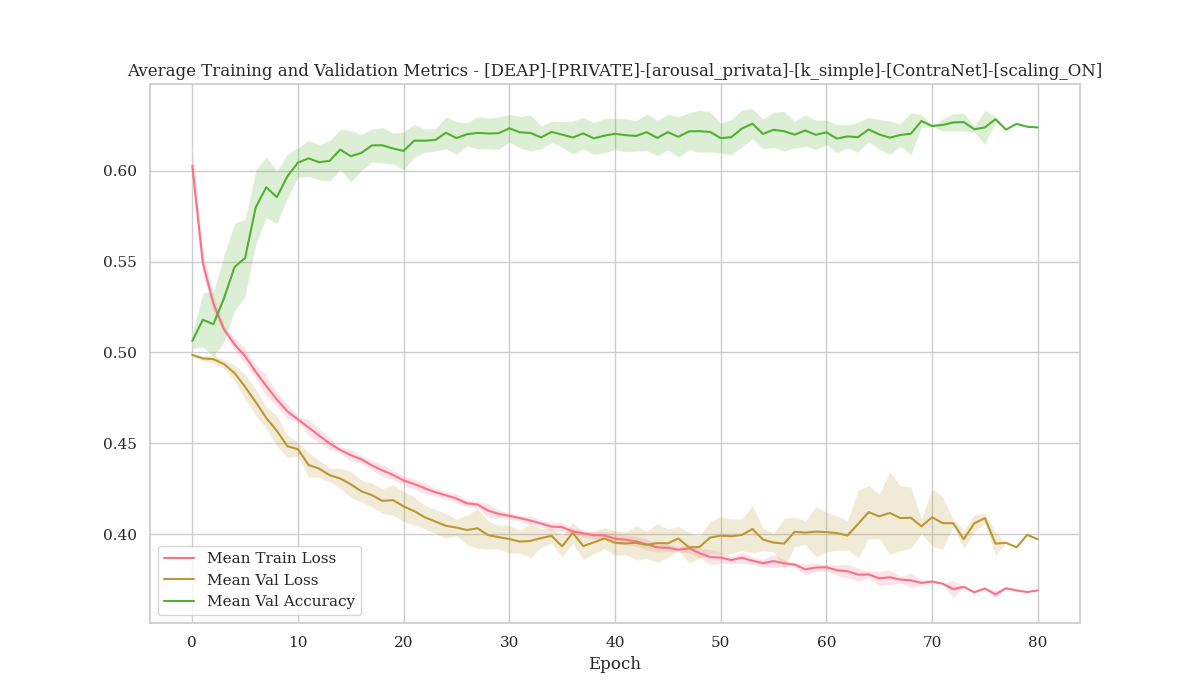 Average Training and Validation Metrics - [DEAP]-[PRIVATE]-[arousal_privata]-[k_simple]-[ContraNet]-[scaling_ON]
0.60
0.55
0.50
0.45
0.40
Mean Train Loss
Mean Val Loss
Mean Val Accuracy
0 10 20 30 40 50 60 70 80
Epoch